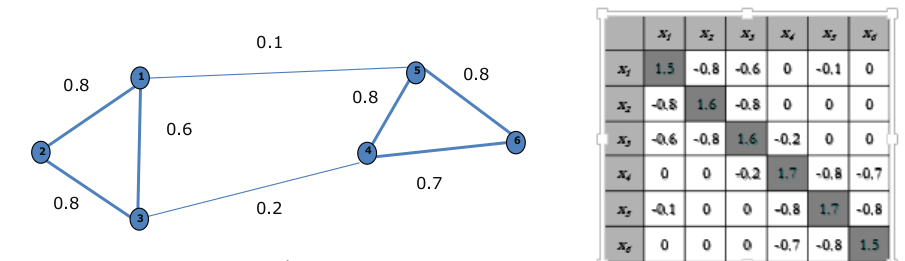 0.1
0.8
1
5
0.8
0.8
0.6
2
4
6
0.8
0.7
3
0.2
x₁ x₂ x₃ x₄ x₅ x₆
x₁ 1.5 -0.8 -0.6 0 -0.1 0
x₂ -0.8 1.6 -0.8 0 0 0
x₃ -0.6 -0.8 1.6 -0.2 0 0
x₄ 0 0 -0.2 1.7 -0.8 -0.7
x₅ -0.1 0 0 -0.8 1.7 -0.8
x₆ 0 0 0 -0.7 -0.8 1.5